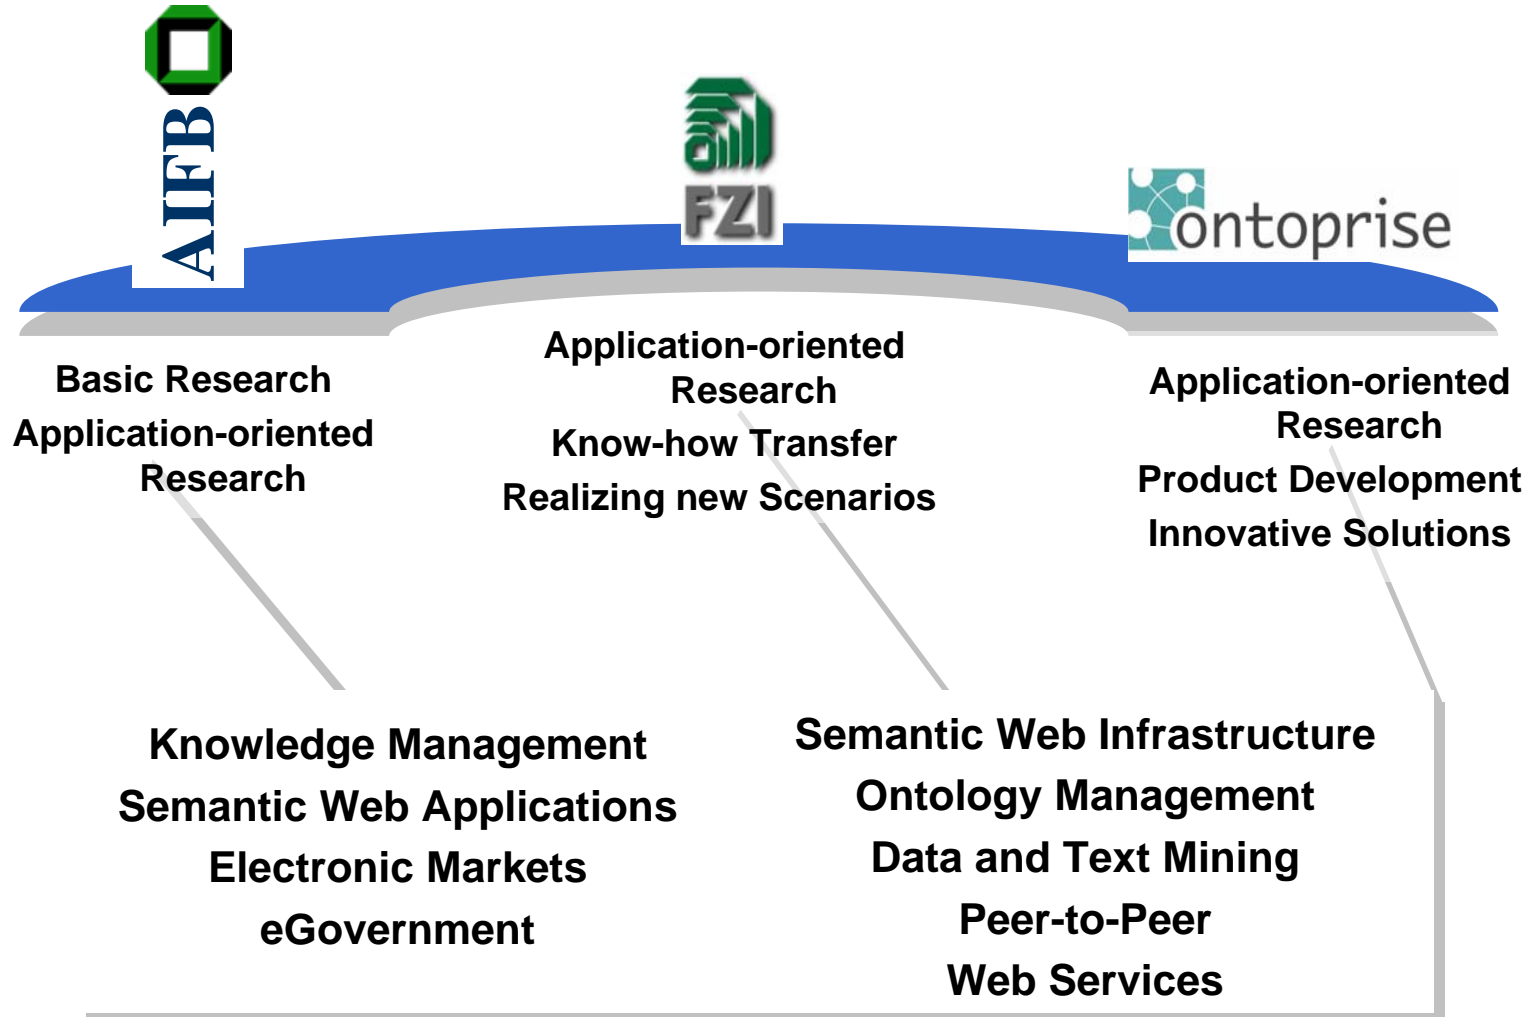 AIFB
FZI
ontoprise
Basic Research
Application-oriented
Research
Application-oriented
Research
Know-how Transfer
Realizing new Scenarios
Application-oriented
Research
Product Development
Innovative Solutions
Knowledge Management
Semantic Web Applications
Electronic Markets
eGovernment
Semantic Web Infrastructure
Ontology Management
Data and Text Mining
Peer-to-Peer
Web Services